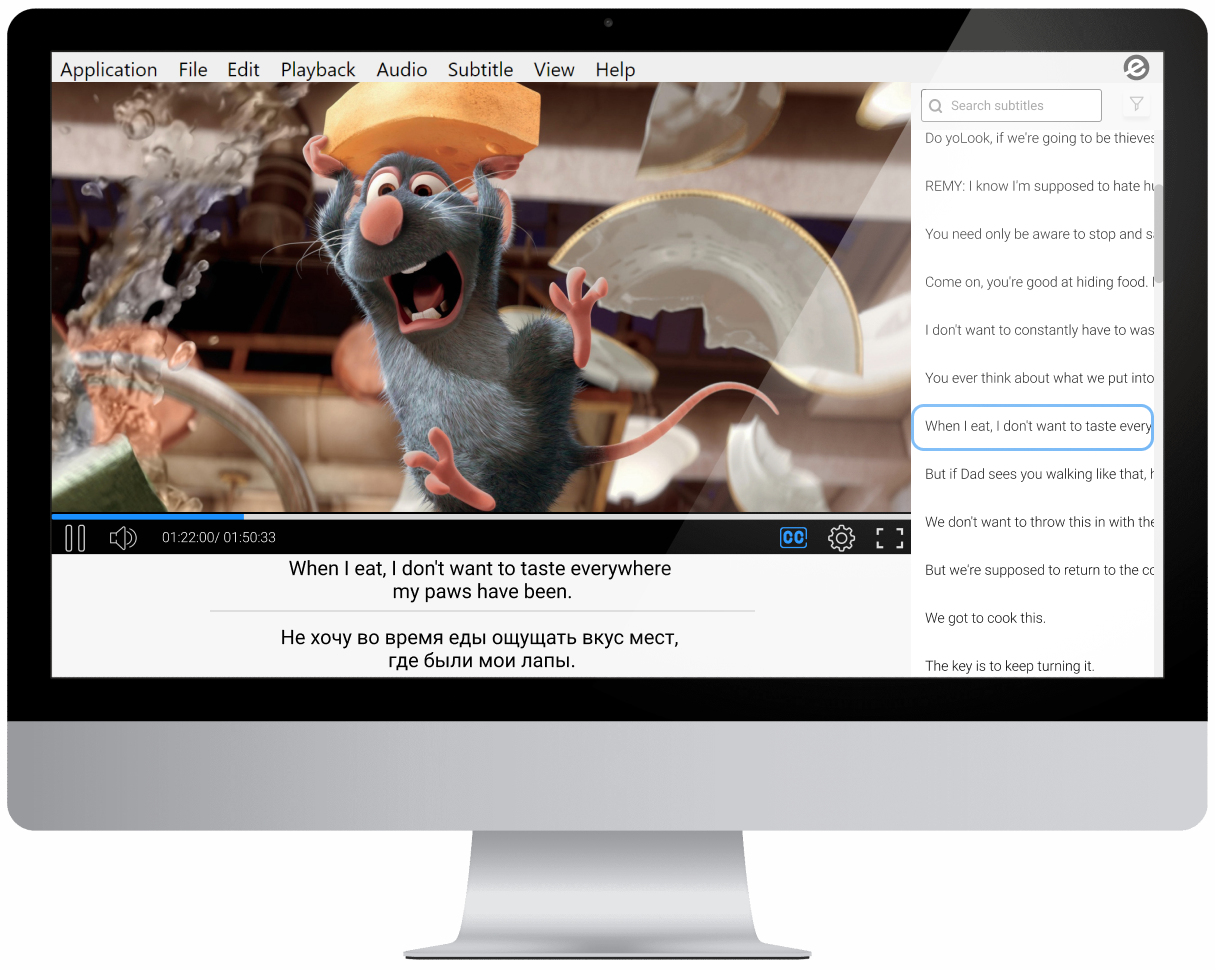 Application File Edit Playback Audio Subtitle View Help
Search subtitles
Do yoLook, if we're going to be thieves
REMY: I know I'm supposed to hate
You need only be aware to stop and
Come on, you're good at hiding food.
I don't want to constantly have to was
You ever think about what we put into
When I eat, I don't want to taste every
But if Dad sees you walking like that,
We don't want to throw this in with the
But we're supposed to return to the
We got to cook this.
The key is to keep turning it.
01:22:00/ 01:50:33
CC
When I eat, I don't want to taste everywhere
my paws have been.
Не хочу во время еды ощущать вкус мест,
где были мои лапы.